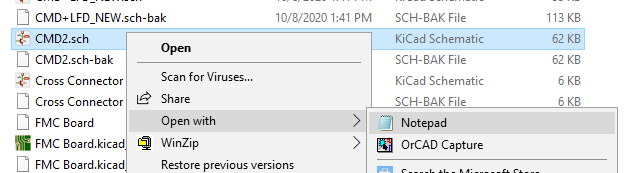 CMD+LFD_NEW.sch-bak 10/8/2020 1:41 PM SCH-BAK File 113 KB
CMD2.sch KiCad Schematic 62 KB
Open
CMD2.sch-bak SCH-BAK File 62 KB
Scan for Viruses...
Cross Connector KiCad Schematic 6 KB
Share
Cross Connector SCH-BAK File 6 KB
FMC Board Open with Notepad
FMC Board.kicad_ WinZip OrCAD Capture
FMC Board.kicad_ Restore previous versions Search the Microsoft Store